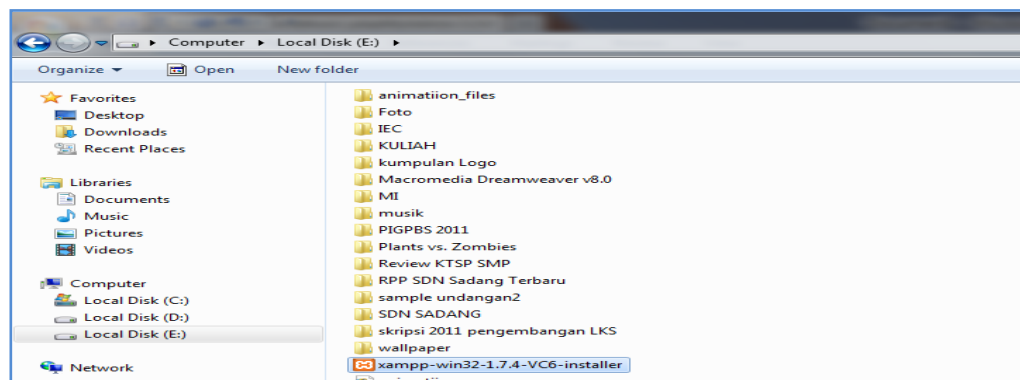 Computer Local Disk (E:)
Organize Open New folder
Favorites
Desktop
Downloads
Recent Places
Libraries
Documents
Music
Pictures
Videos
Computer
Local Disk (C:)
Local Disk (D:)
Local Disk (E:)
Network
animatiion_files
Foto
IEC
KULIAH
kumpulan Logo
Macromedia Dreamweaver v8.0
MI
musik
PIGPBS 2011
Plants vs. Zombies
Review KTSP SMP
RPP SDN Sadang Terbaru
sample undangan2
SDN SADANG
skripsi 2011 pengembangan LKS
wallpaper
xampp-win32-1.7.4-VC6-installer